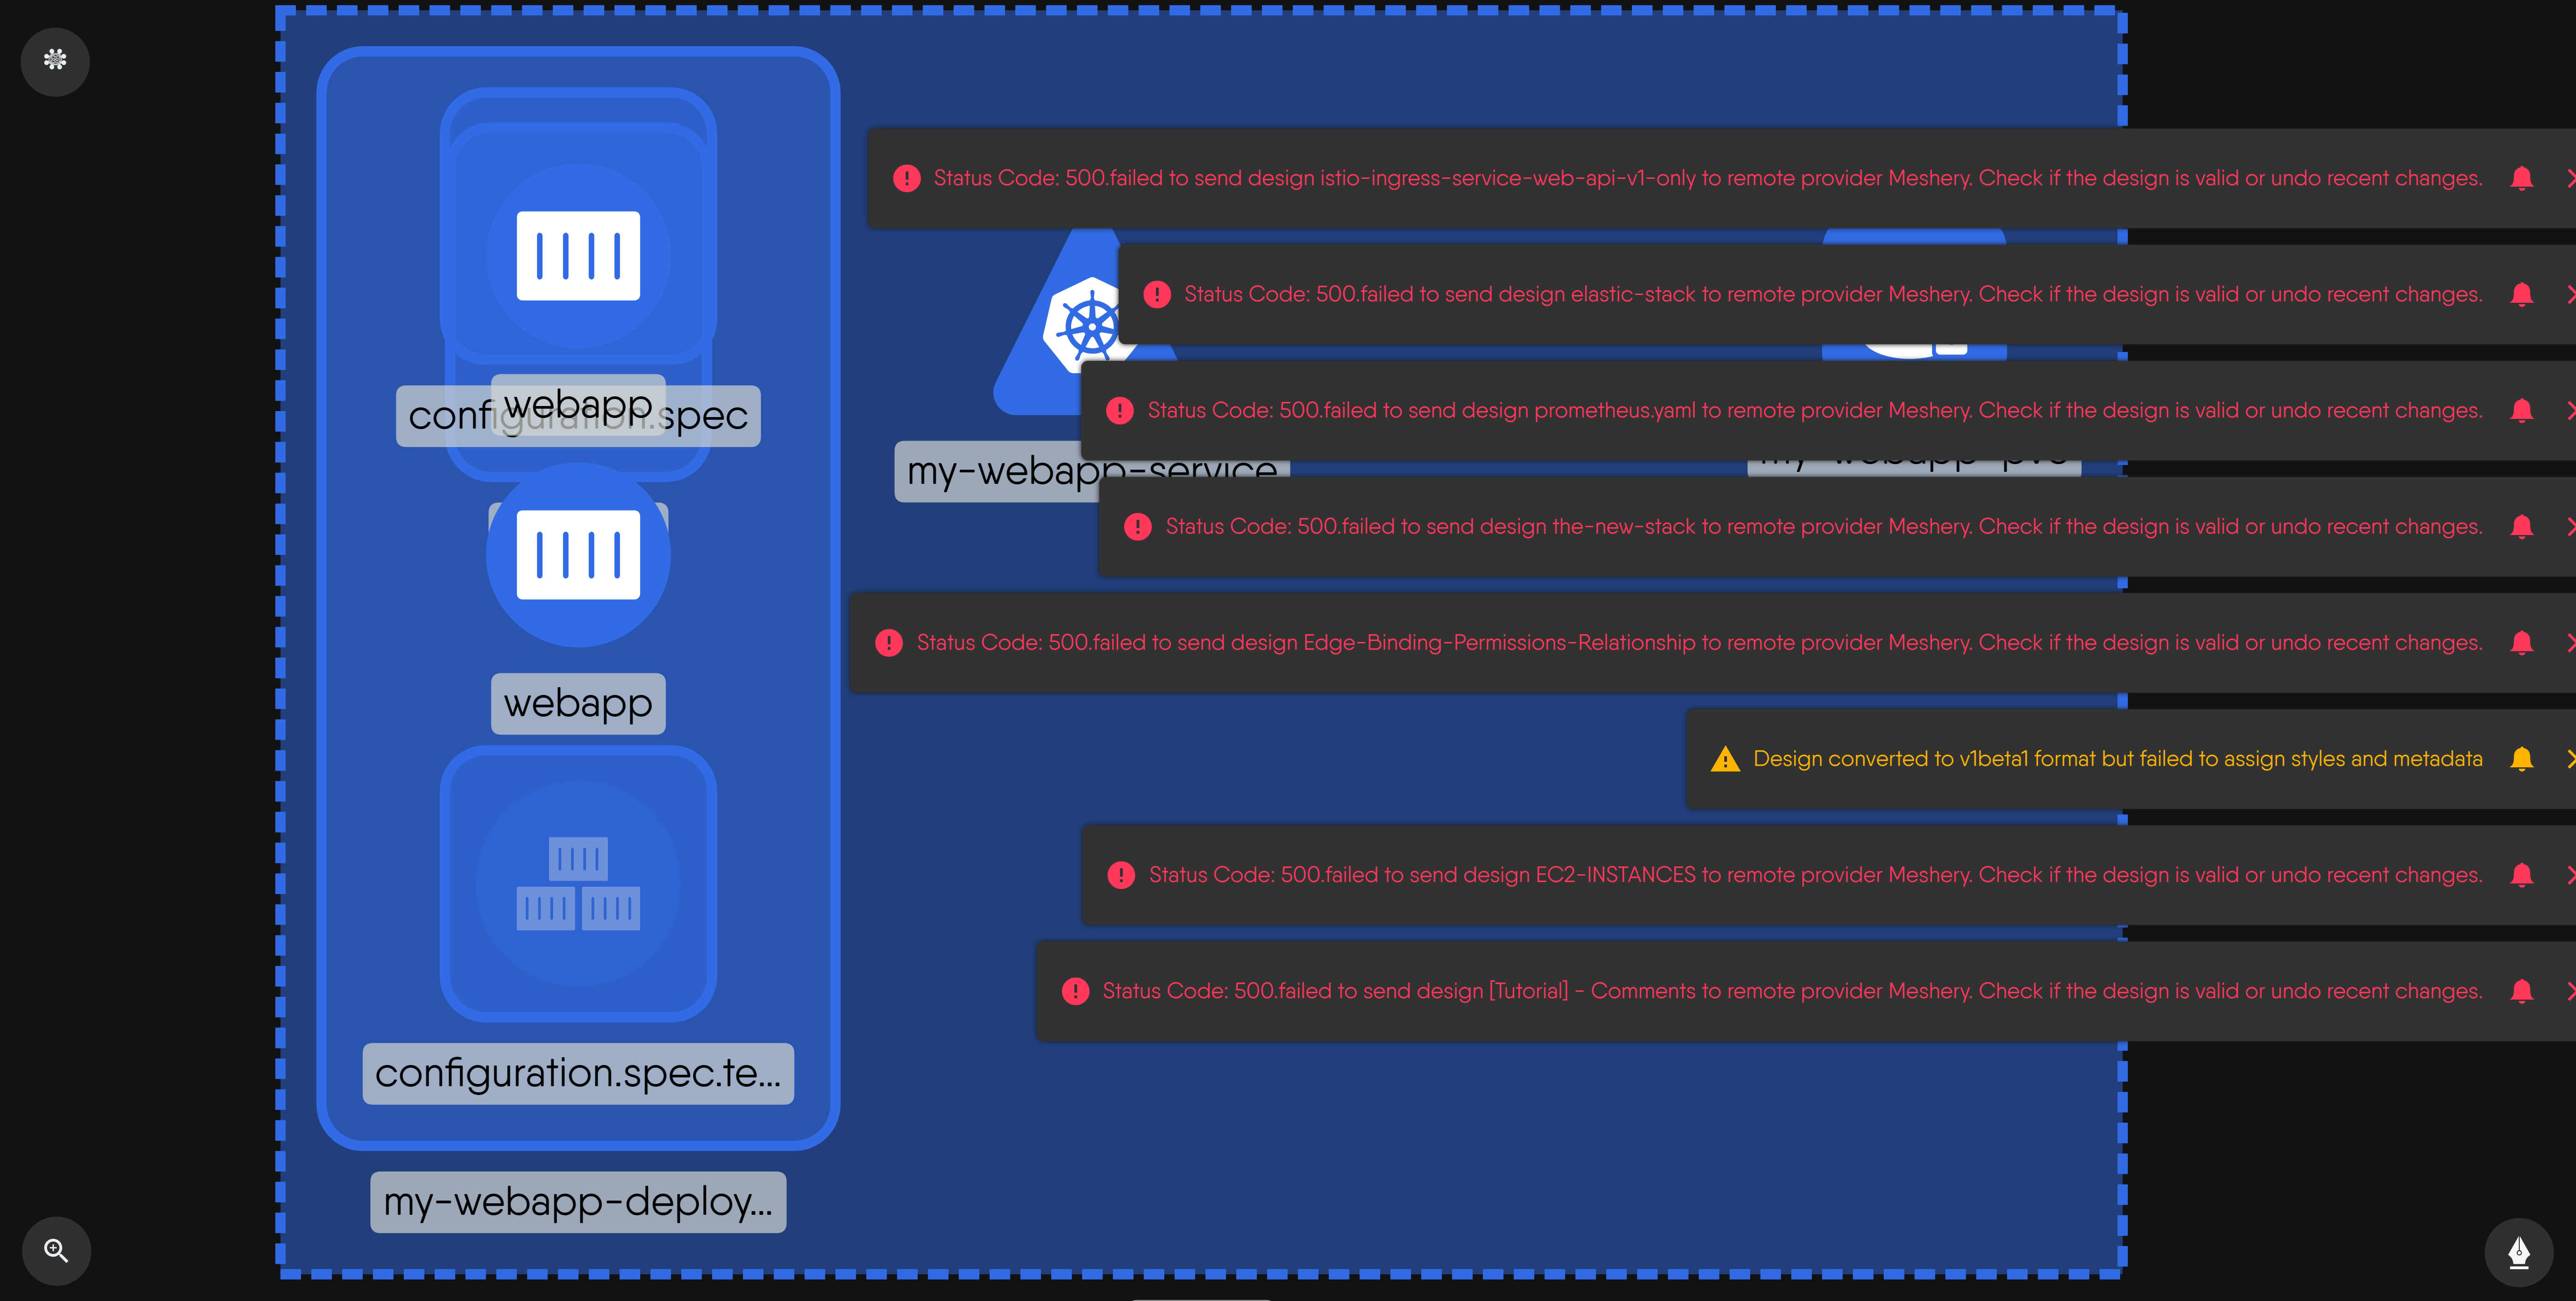 configuration.spec
webapp
webapp
configuration.spec.te...
my-webapp-deploy...
my-webapp-service
Status Code: 500.failed to send design istio-ingress-service-web-api-v1-only to remote provider Meshery. Check if the design is valid or undo recent changes.
Status Code: 500.failed to send design elastic-stack to remote provider Meshery. Check if the design is valid or undo recent changes.
Status Code: 500.failed to send design prometheus.yaml to remote provider Meshery. Check if the design is valid or undo recent changes.
Status Code: 500.failed to send design the-new-stack to remote provider Meshery. Check if the design is valid or undo recent changes.
Status Code: 500.failed to send design Edge-Binding-Permissions-Relationship to remote provider Meshery. Check if the design is valid or undo recent changes.
Design converted to v1beta1 format but failed to assign styles and metadata
Status Code: 500.failed to send design EC2-INSTANCES to remote provider Meshery. Check if the design is valid or undo recent changes.
Status Code: 500.failed to send design [Tutorial] - Comments to remote provider Meshery. Check if the design is valid or undo recent changes.